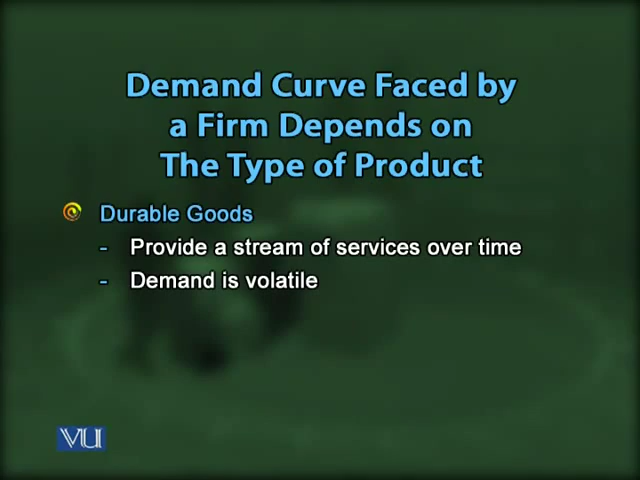 Demand Curve Faced by
a Firm Depends on
The Type of Product
Durable Goods
- Provide a stream of services over time
- Demand is volatile
VU